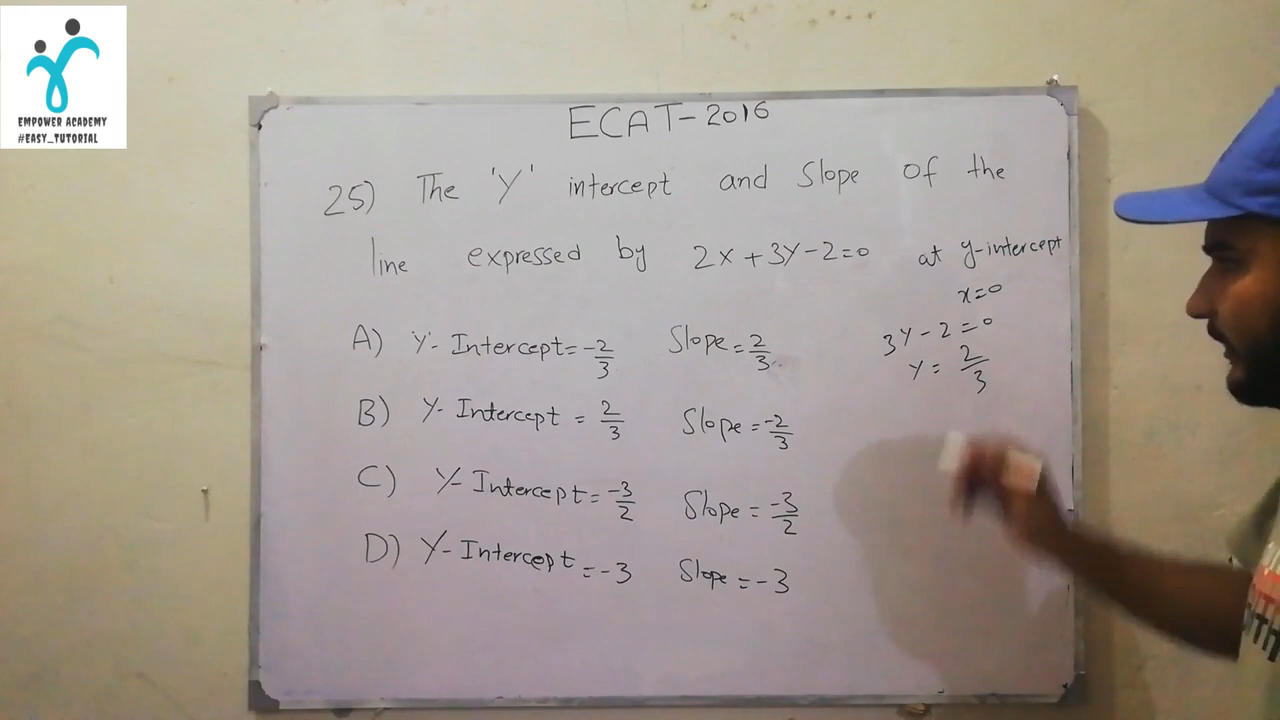 EMPOWER ACADEMY
#EASY_TUTORIAL
ECAT-2016
25) The 'Y' intercept and Slope of the
line expressed by 2x+3y-2=0 at y-intercept
x=0
3y-2=0
y=2/3
A) Y-Intercept=-2/3 Slope=2/3
B) Y-Intercept=2/3 Slope=-2/3
C) Y-Intercept=-3/2 Slope=-3/2
D) Y-Intercept=-3 Slope=-3